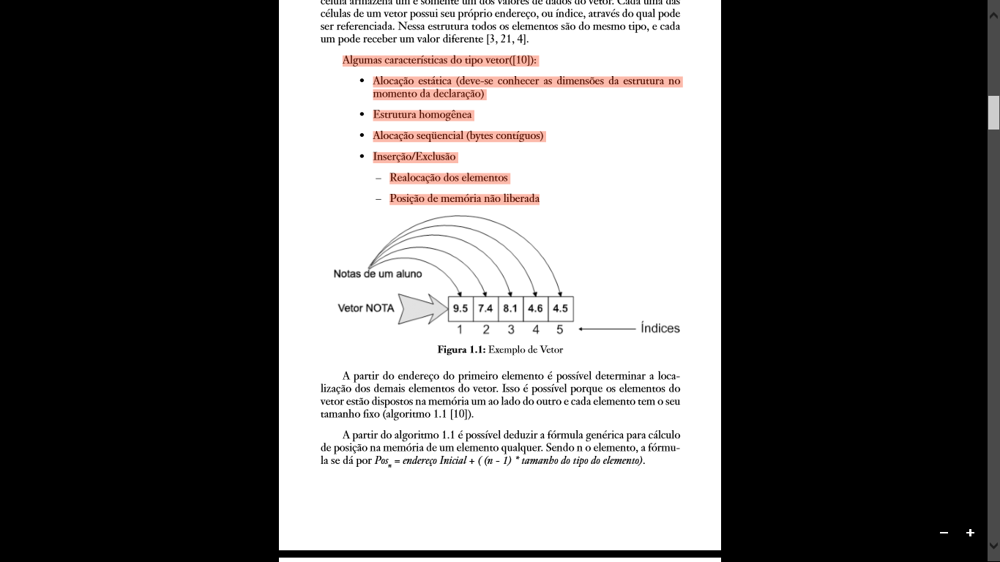 célula armazena um e somente um dos valores de dados do vetor. Cada uma das
células de um vetor possui seu próprio endereço, ou índice, através do qual pode
ser referenciada. Nessa estrutura todos os elementos são do mesmo tipo, e cada
um pode receber um valor diferente [3, 21, 4].
Algumas características do tipo vetor([10]):
• Alocação estática (deve-se conhecer as dimensões da estrutura no
momento da declaração)
• Estrutura homogênea
• Alocação seqüencial (bytes contíguos)
• Inserção/Exclusão
– Realocação dos elementos
– Posição de memória não liberada
Notas de um aluno
Vetor NOTA
9.5 7.4 8.1 4.6 4.5
1 2 3 4 5
Índices
Figura 1.1: Exemplo de Vetor
A partir do endereço do primeiro elemento é possível determinar a loca-
lização dos demais elementos do vetor. Isso é possível porque os elementos do
vetor estão dispostos na memória um ao lado do outro e cada elemento tem o seu
tamanho fixo (algoritmo 1.1 [10]).
A partir do algoritmo 1.1 é possível deduzir a fórmula genérica para cálculo
de posição na memória de um elemento qualquer. Sendo n o elemento, a fórmu-
la se dá por Posn = endereço Inicial + ( (n - 1) * tamanho do tipo do elemento).